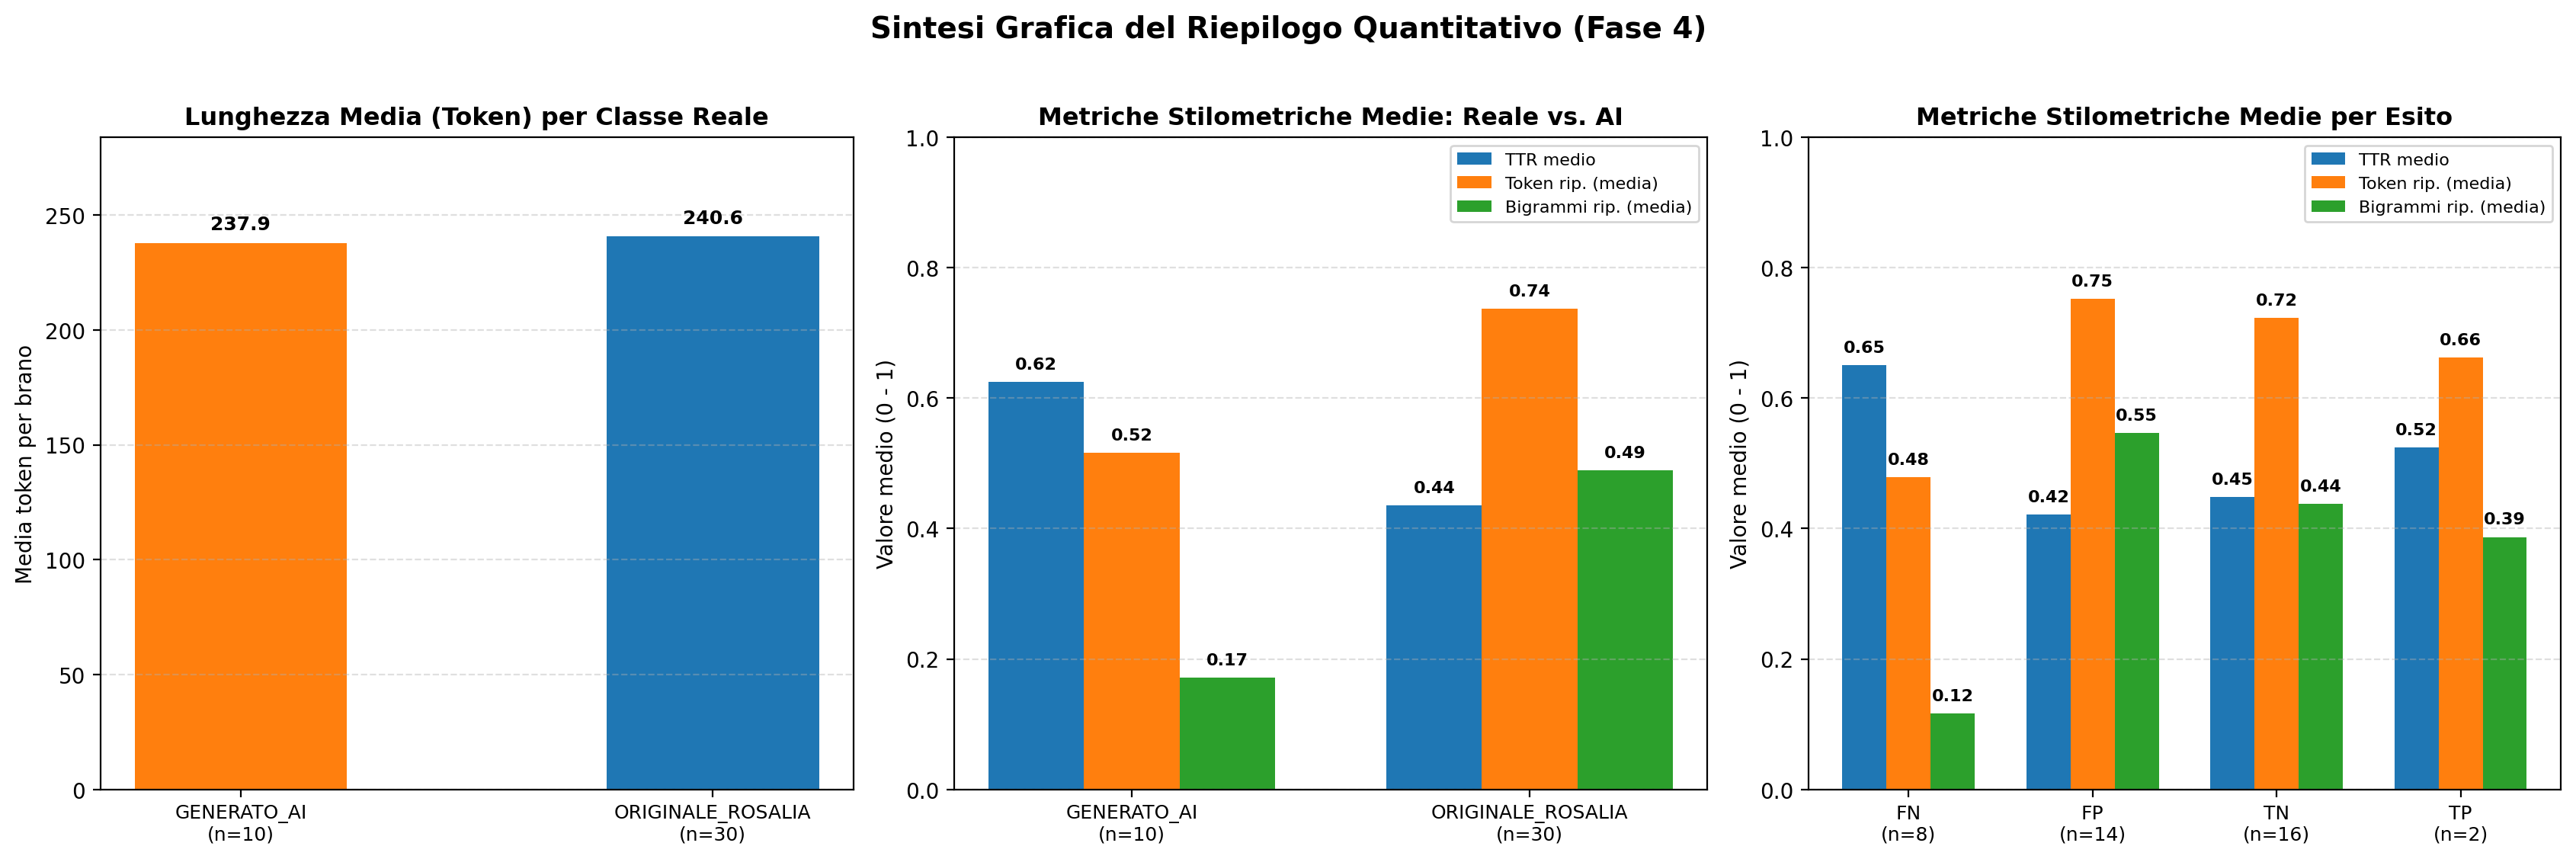 Sintesi Grafica del Riepilogo Quantitativo (Fase 4)
Lunghezza Media (Token) per Classe Reale
Media token per brano
250
200
150
100
50
0
237.9
240.6
GENERATO_AI
(n=10)
ORIGINALE_ROSALIA
(n=30)
Metriche Stilometriche Medie: Reale vs. AI
Valore medio (0 - 1)
1.0
0.8
0.6
0.4
0.2
0.0
TTR medio
Token rip. (media)
Bigrammi rip. (media)
0.62
0.52
0.17
0.44
0.74
0.49
GENERATO_AI
(n=10)
ORIGINALE_ROSALIA
(n=30)
Metriche Stilometriche Medie per Esito
Valore medio (0 - 1)
1.0
0.8
0.6
0.4
0.2
0.0
TTR medio
Token rip. (media)
Bigrammi rip. (media)
0.65
0.48
0.12
0.42
0.75
0.55
0.45
0.72
0.44
0.52
0.66
0.39
FN
(n=8)
FP
(n=14)
TN
(n=16)
TP
(n=2)